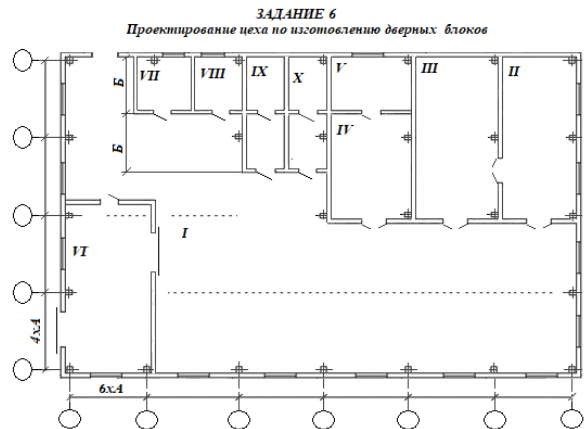 ЗАДАНИЕ 6
Проектирование цеха по изготовлению дверных блоков
VII
VIII
IX
X
V
III
II
Б
IV
Б
I
VI
4хА
6хА